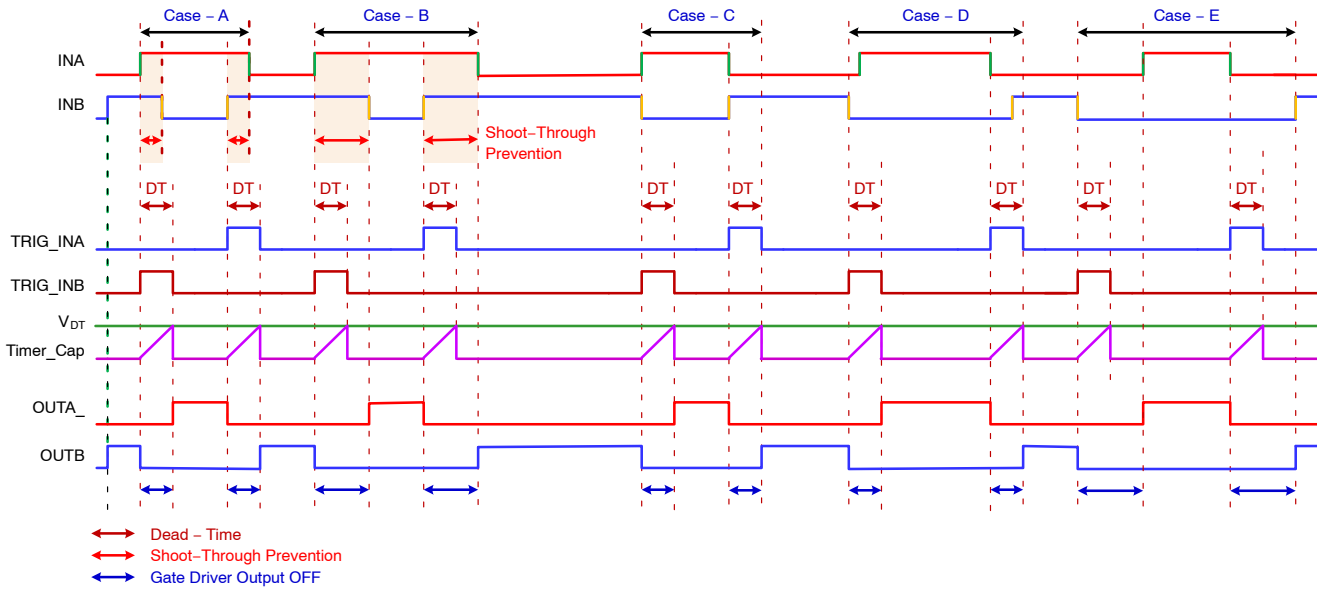 Case – A
Case – B
Case – C
Case – D
Case – E
INA
INB
Shoot–Through
Prevention
DT
DT
DT
DT
DT
DT
DT
DT
DT
DT
TRIG_INA
TRIG_INB
VDT
Timer_Cap
OUTA_
OUTB
Dead – Time
Shoot–Through Prevention
Gate Driver Output OFF